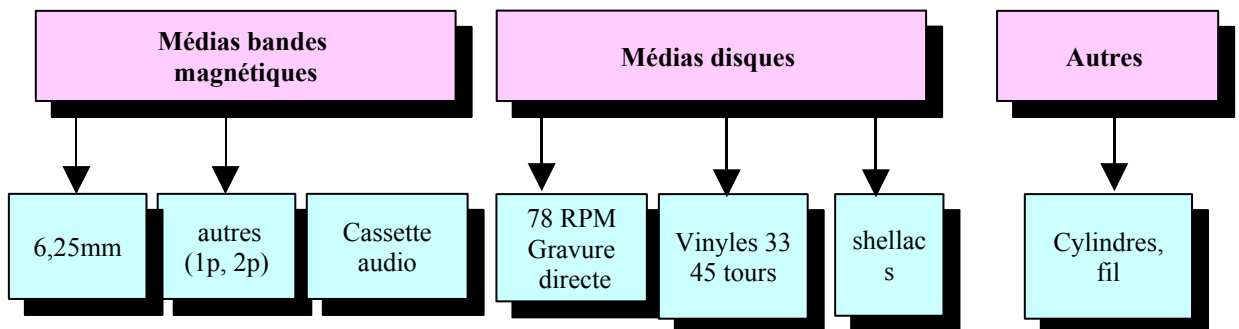 Médias bandes
magnétiques
Médias disques
Autres
6,25mm
autres
(1p, 2p)
Cassette
audio
78 RPM
Gravure
directe
Vinyles 33
45 tours
shellac
s
Cylindres,
fil